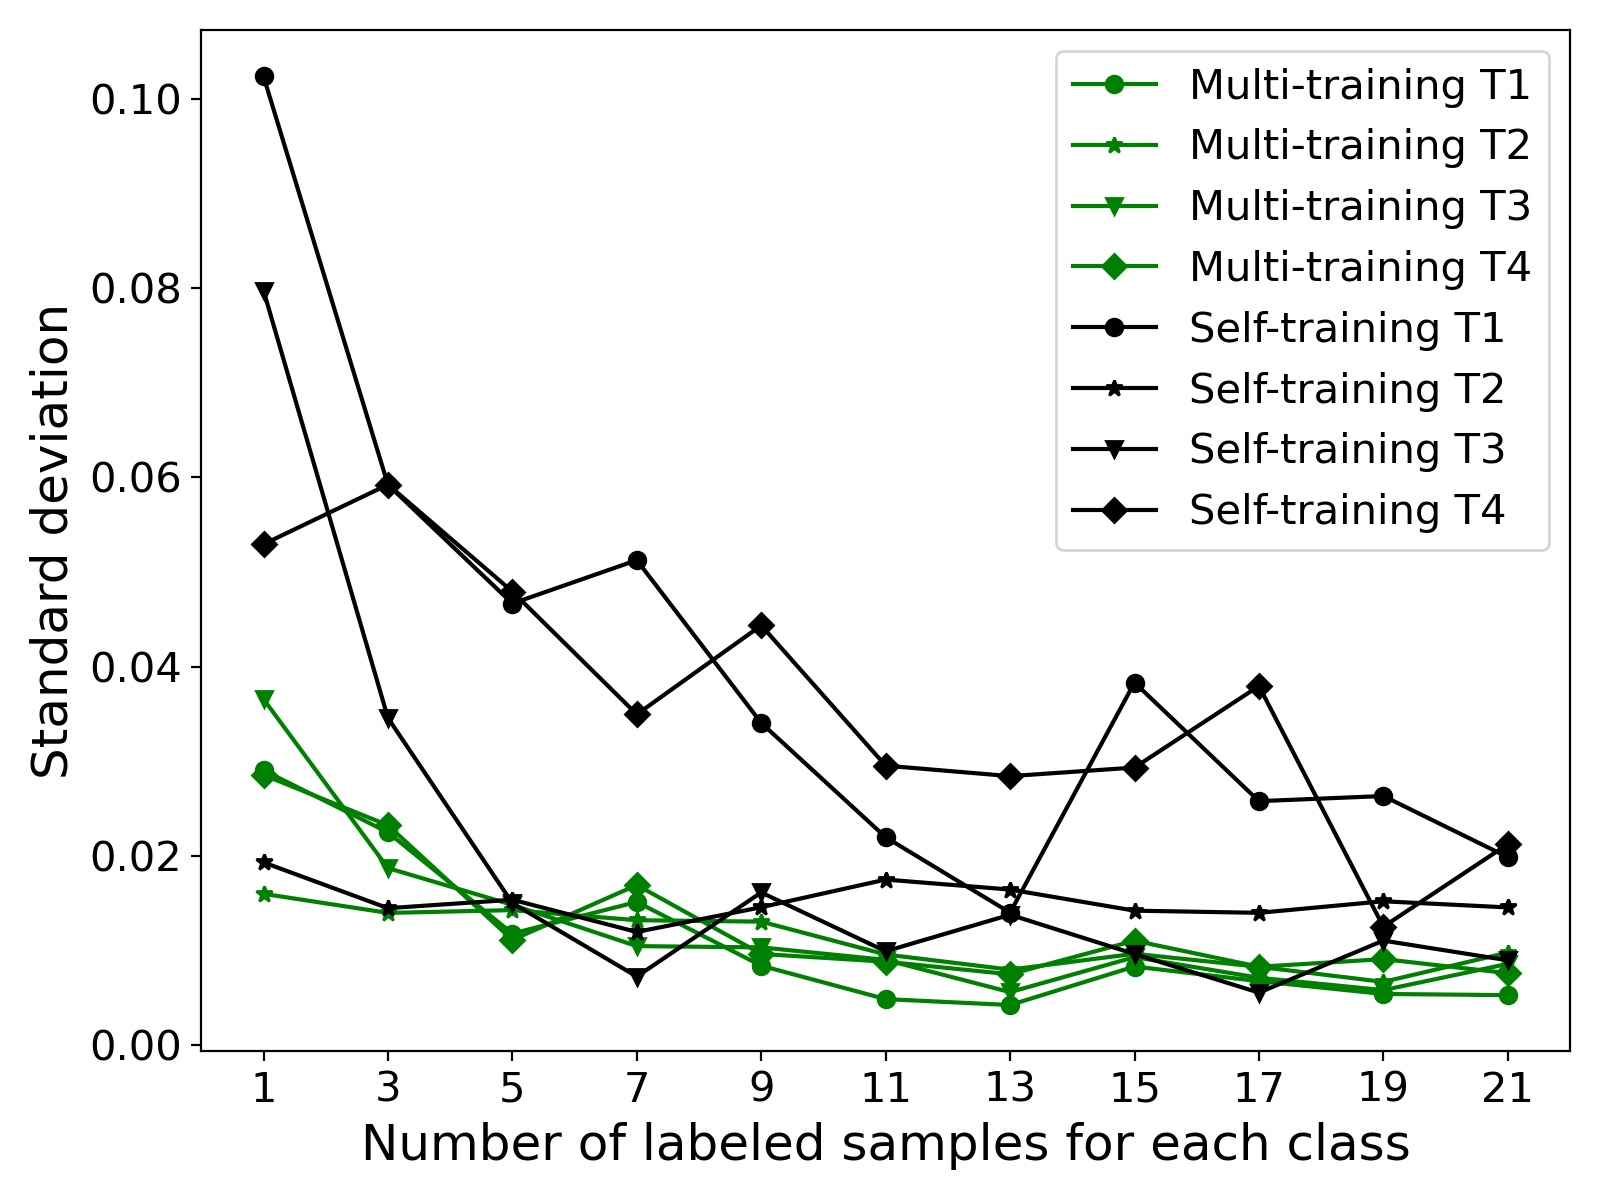 Standard deviation
0.10
0.08
0.06
0.04
0.02
0.00
Multi-training T1
Multi-training T2
Multi-training T3
Multi-training T4
Self-training T1
Self-training T2
Self-training T3
Self-training T4
1 3 5 7 9 11 13 15 17 19 21
Number of labeled samples for each class